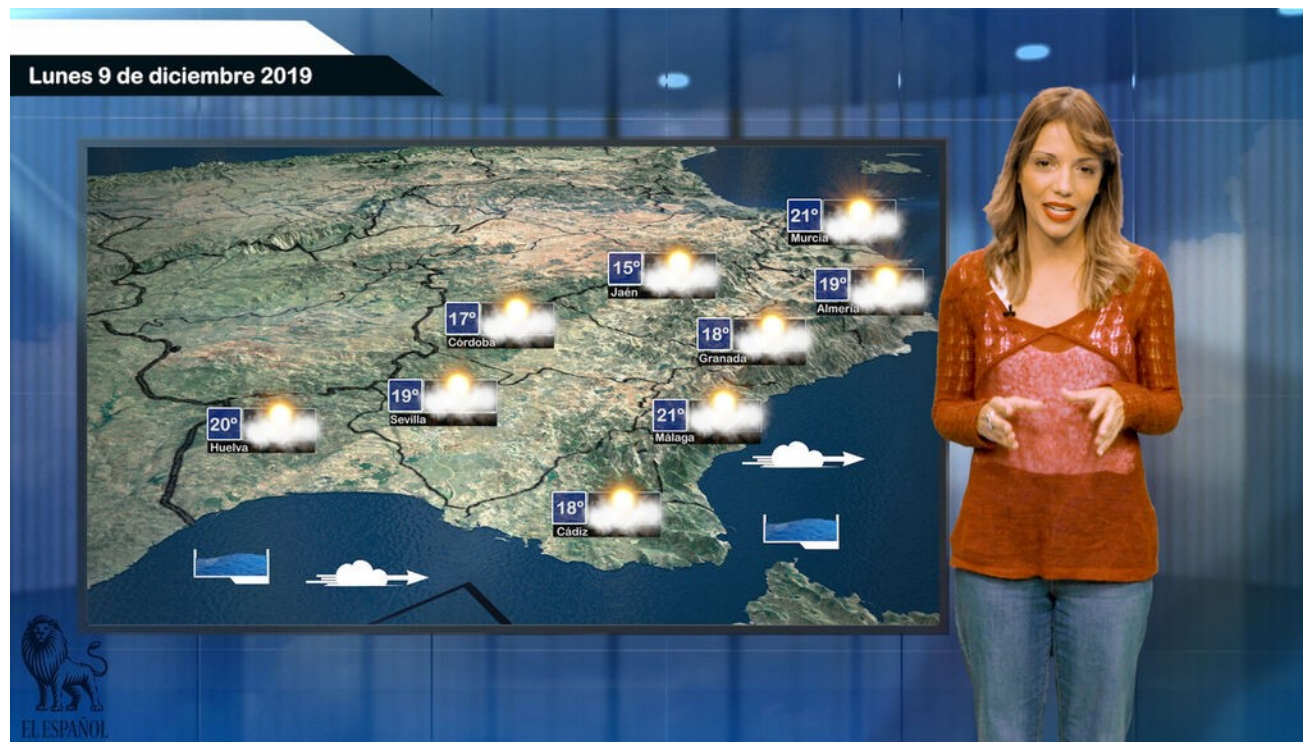 Lunes 9 de diciembre 2019
21º
Murcia
15º
Jaén
19º
Almería
17º
Córdoba
18º
Granada
19º
Sevilla
21º
Málaga
20º
Huelva
18º
Cádiz
EL ESPAÑOL